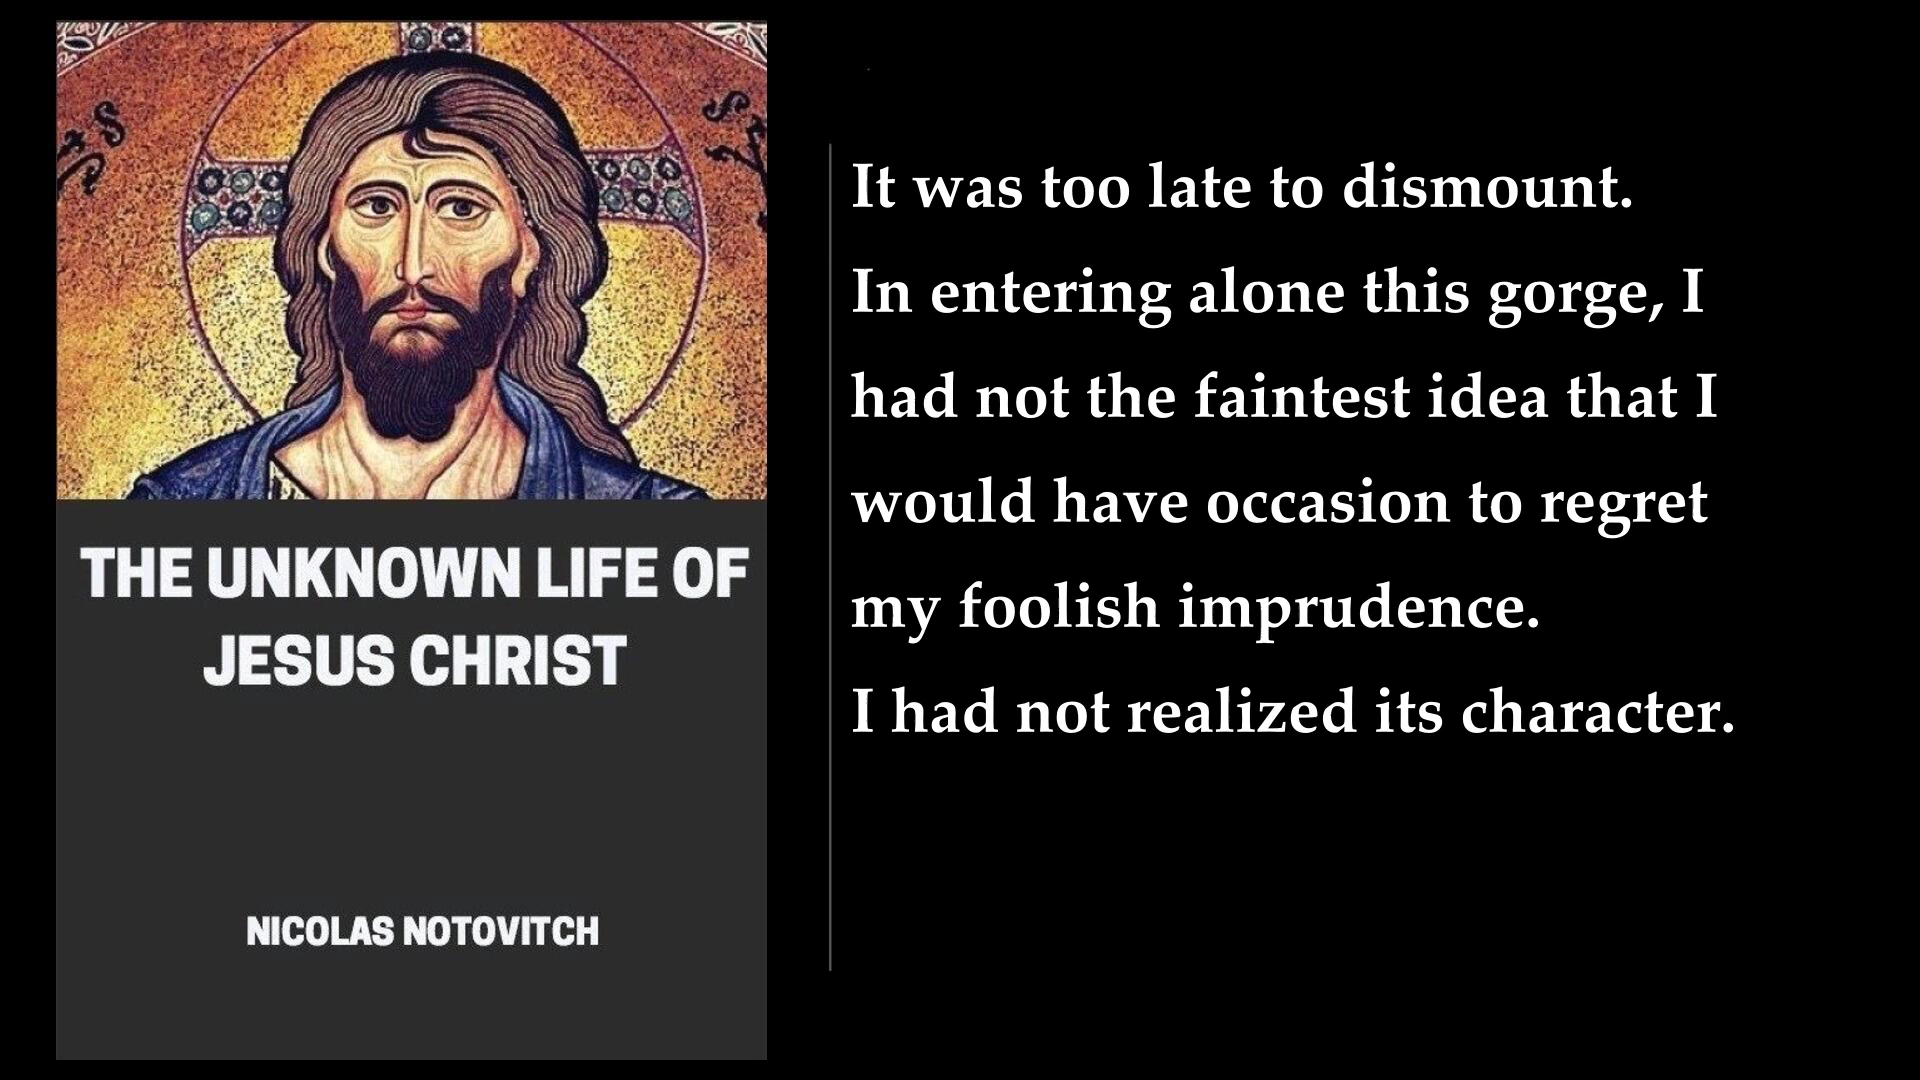 THE UNKNOWN LIFE OF
JESUS CHRIST
NICOLAS NOTOVITCH
It was too late to dismount.
In entering alone this gorge, I
had not the faintest idea that I
would have occasion to regret
my foolish imprudence.
I had not realized its character.